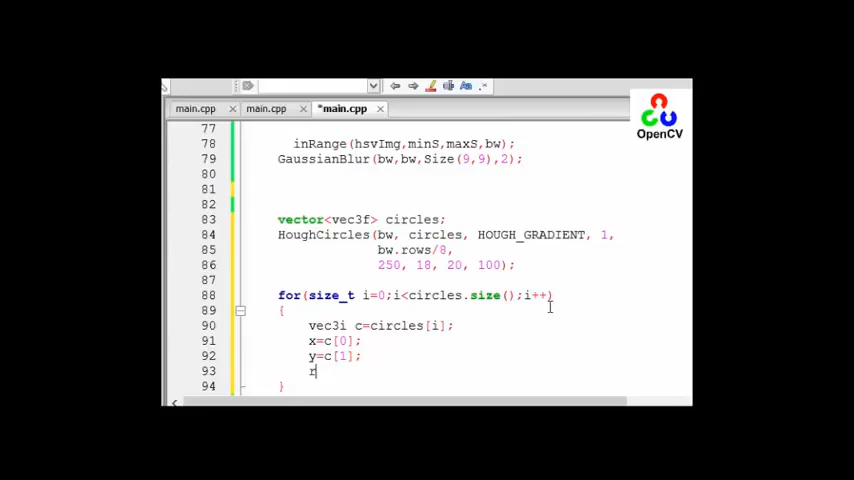 main.cpp main.cpp *main.cpp
OpenCV
77
78 inRange(hsvImg,minS,maxS,bw);
79 GaussianBlur(bw,bw,Size(9,9),2);
80
81
82
83 vector<vec3f> circles;
84 HoughCircles(bw, circles, HOUGH_GRADIENT, 1,
85 bw.rows/8,
86 250, 18, 20, 100);
87
88 for(size_t i=0;i<circles.size();i++)
89 {
90 vec3i c=circles[i];
91 x=c[0];
92 y=c[1];
93 r
94 }